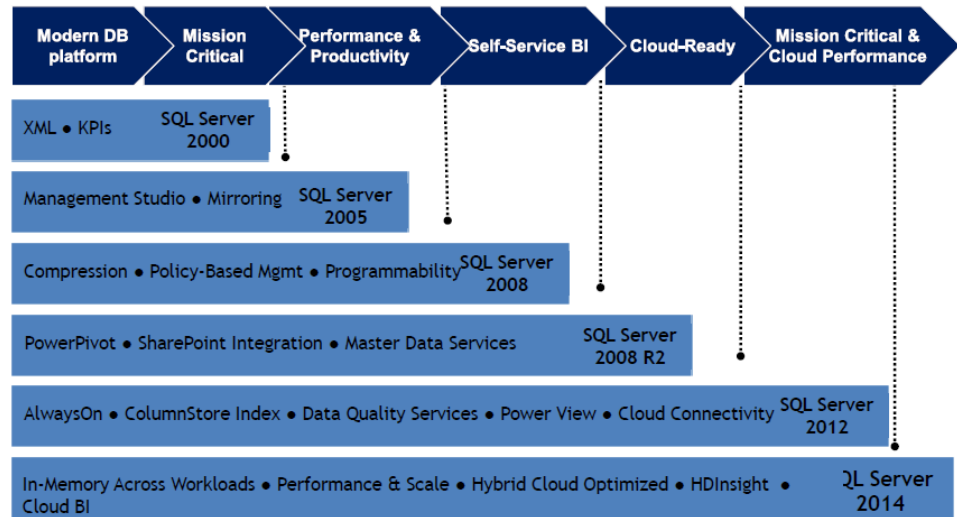 Modern DB platform
Mission Critical
Performance & Productivity
Self-Service BI
Cloud-Ready
Mission Critical & Cloud Performance
XML ● KPIs
SQL Server
2000
Management Studio ● Mirroring
SQL Server
2005
Compression ● Policy-Based Mgmt ● Programmability
SQL Server
2008
PowerPivot ● SharePoint Integration ● Master Data Services
SQL Server
2008 R2
AlwaysOn ● ColumnStore Index ● Data Quality Services ● Power View ● Cloud Connectivity
SQL Server
2012
In-Memory Across Workloads ● Performance & Scale ● Hybrid Cloud Optimized ● HDInsight ●
Cloud BI
QL Server
2014